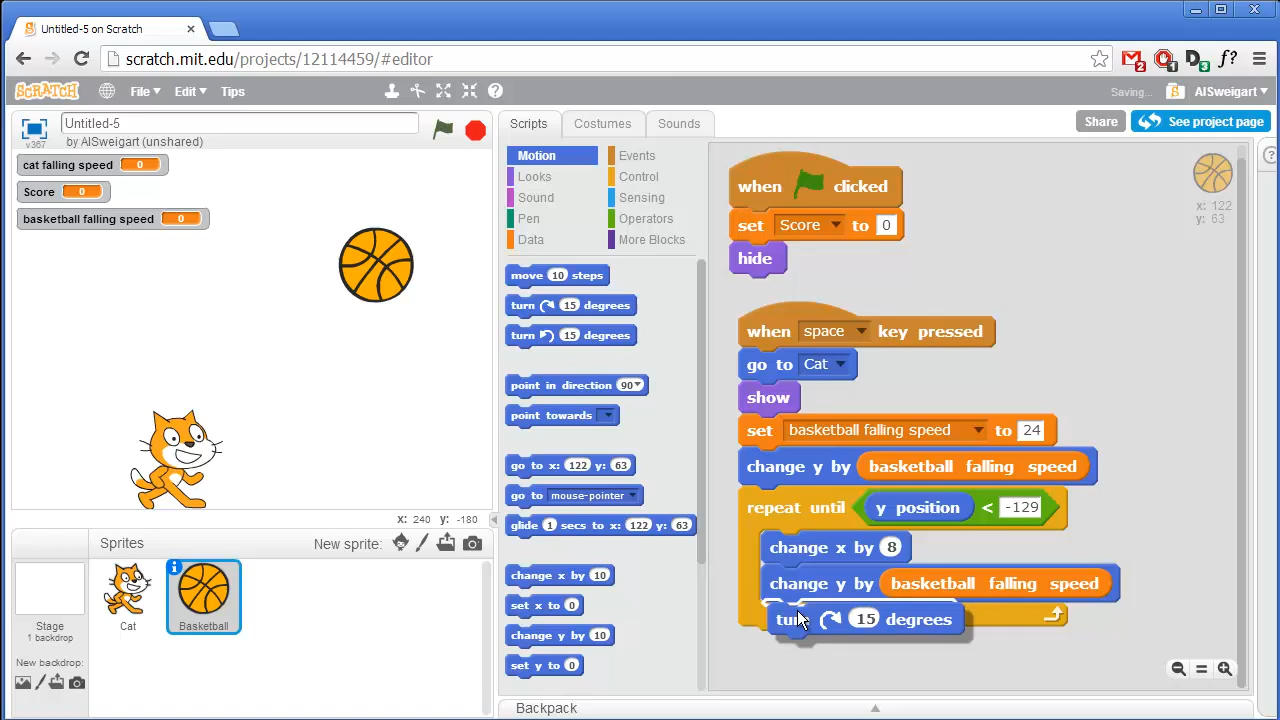 Untitled-5 on Scratch
scratch.mit.edu/projects/12114459/#editor
2 1 D 3 f?
SCRATCH File Edit Tips
Saving... AlSweigart
v367 Untitled-5
by AlSweigart (unshared)
Scripts Costumes Sounds
Share See project page
cat falling speed 0
Score 0
basketball falling speed 0
Motion Events
Looks Control
Sound Sensing
Pen Operators
Data More Blocks
move 10 steps
turn 15 degrees
turn 15 degrees
point in direction 90
point towards
go to x: 122 y: 63
go to mouse-pointer
glide 1 secs to x: 122 y: 63
change x by 10
set x to 0
change y by 10
set y to 0
when clicked
set Score to 0
hide
x: 122
y: 63
when space key pressed
go to Cat
show
set basketball falling speed to 24
change y by basketball falling speed
repeat until y position < -129
change x by 8
change y by basketball falling speed
turn 15 degrees
x: 240 y: -180
Sprites New sprite:
Stage
1 backdrop
Cat
Basketball
New backdrop:
Backpack